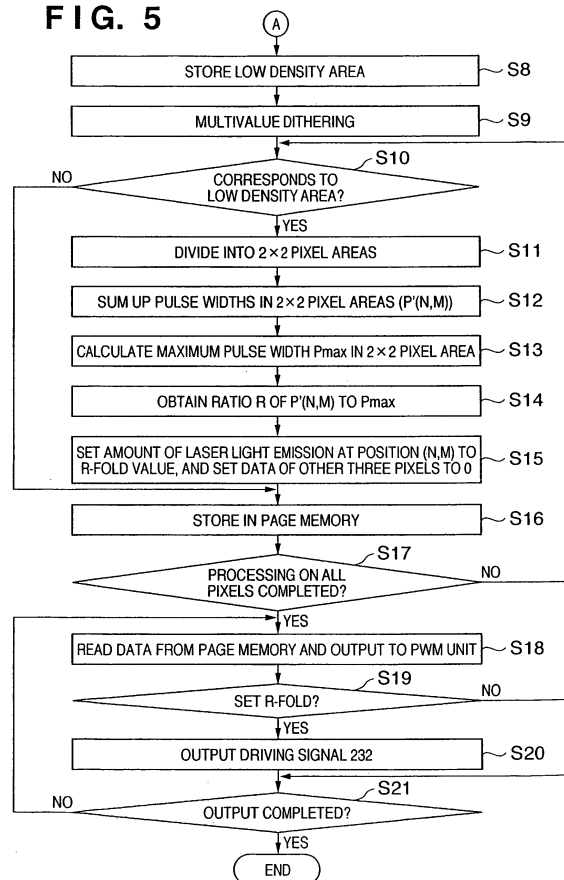 FIG. 5
A
STORE LOW DENSITY AREA
S8
MULTIVALUE DITHERING
S9
S10
NO
CORRESPONDS TO
LOW DENSITY AREA?
YES
DIVIDE INTO 2×2 PIXEL AREAS
S11
SUM UP PULSE WIDTHS IN 2×2 PIXEL AREAS (P'(N,M))
S12
CALCULATE MAXIMUM PULSE WIDTH Pmax IN 2×2 PIXEL AREA
S13
OBTAIN RATIO R OF P'(N,M) TO Pmax
S14
SET AMOUNT OF LASER LIGHT EMISSION AT POSITION (N,M) TO
R-FOLD VALUE, AND SET DATA OF OTHER THREE PIXELS TO 0
S15
STORE IN PAGE MEMORY
S16
S17
PROCESSING ON ALL
PIXELS COMPLETED?
NO
YES
READ DATA FROM PAGE MEMORY AND OUTPUT TO PWM UNIT
S18
S19
SET R-FOLD?
NO
YES
OUTPUT DRIVING SIGNAL 232
S20
S21
NO
OUTPUT COMPLETED?
YES
END